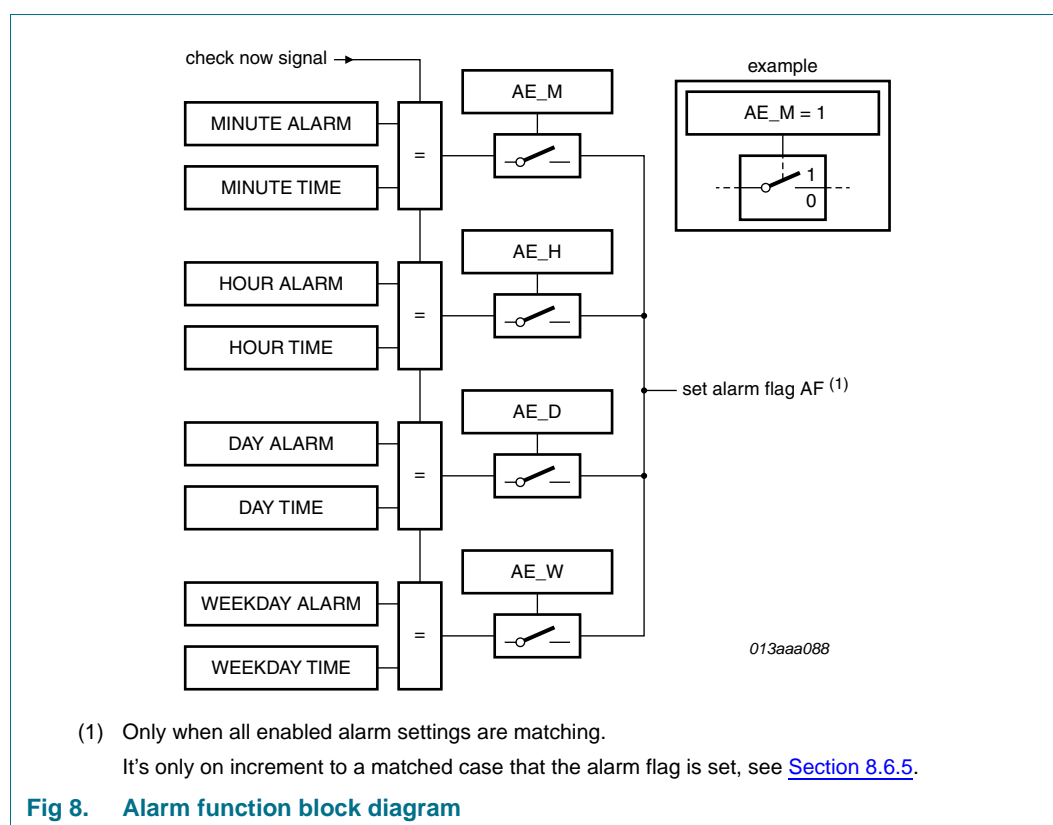 check now signal
example
AE_M
AE_M = 1
MINUTE ALARM
=
MINUTE TIME
1
0
AE_H
HOUR ALARM
=
HOUR TIME
set alarm flag AF (1)
AE_D
DAY ALARM
=
DAY TIME
AE_W
WEEKDAY ALARM
=
WEEKDAY TIME
013aaa088
(1) Only when all enabled alarm settings are matching.
It's only on increment to a matched case that the alarm flag is set, see Section 8.6.5.
Fig 8. Alarm function block diagram